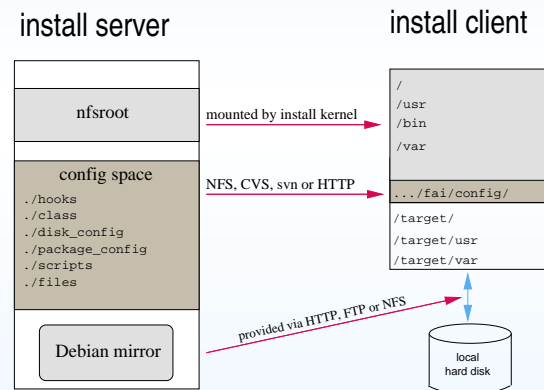 install server
install client
nfsroot
mounted by install kernel
/
/usr
/bin
/var
config space
./hooks
./class
./disk_config
./package_config
./scripts
./files
NFS, CVS, svn or HTTP
.../fai/config/
/target/
/target/usr
/target/var
provided via HTTP, FTP or NFS
Debian mirror
local
hard disk